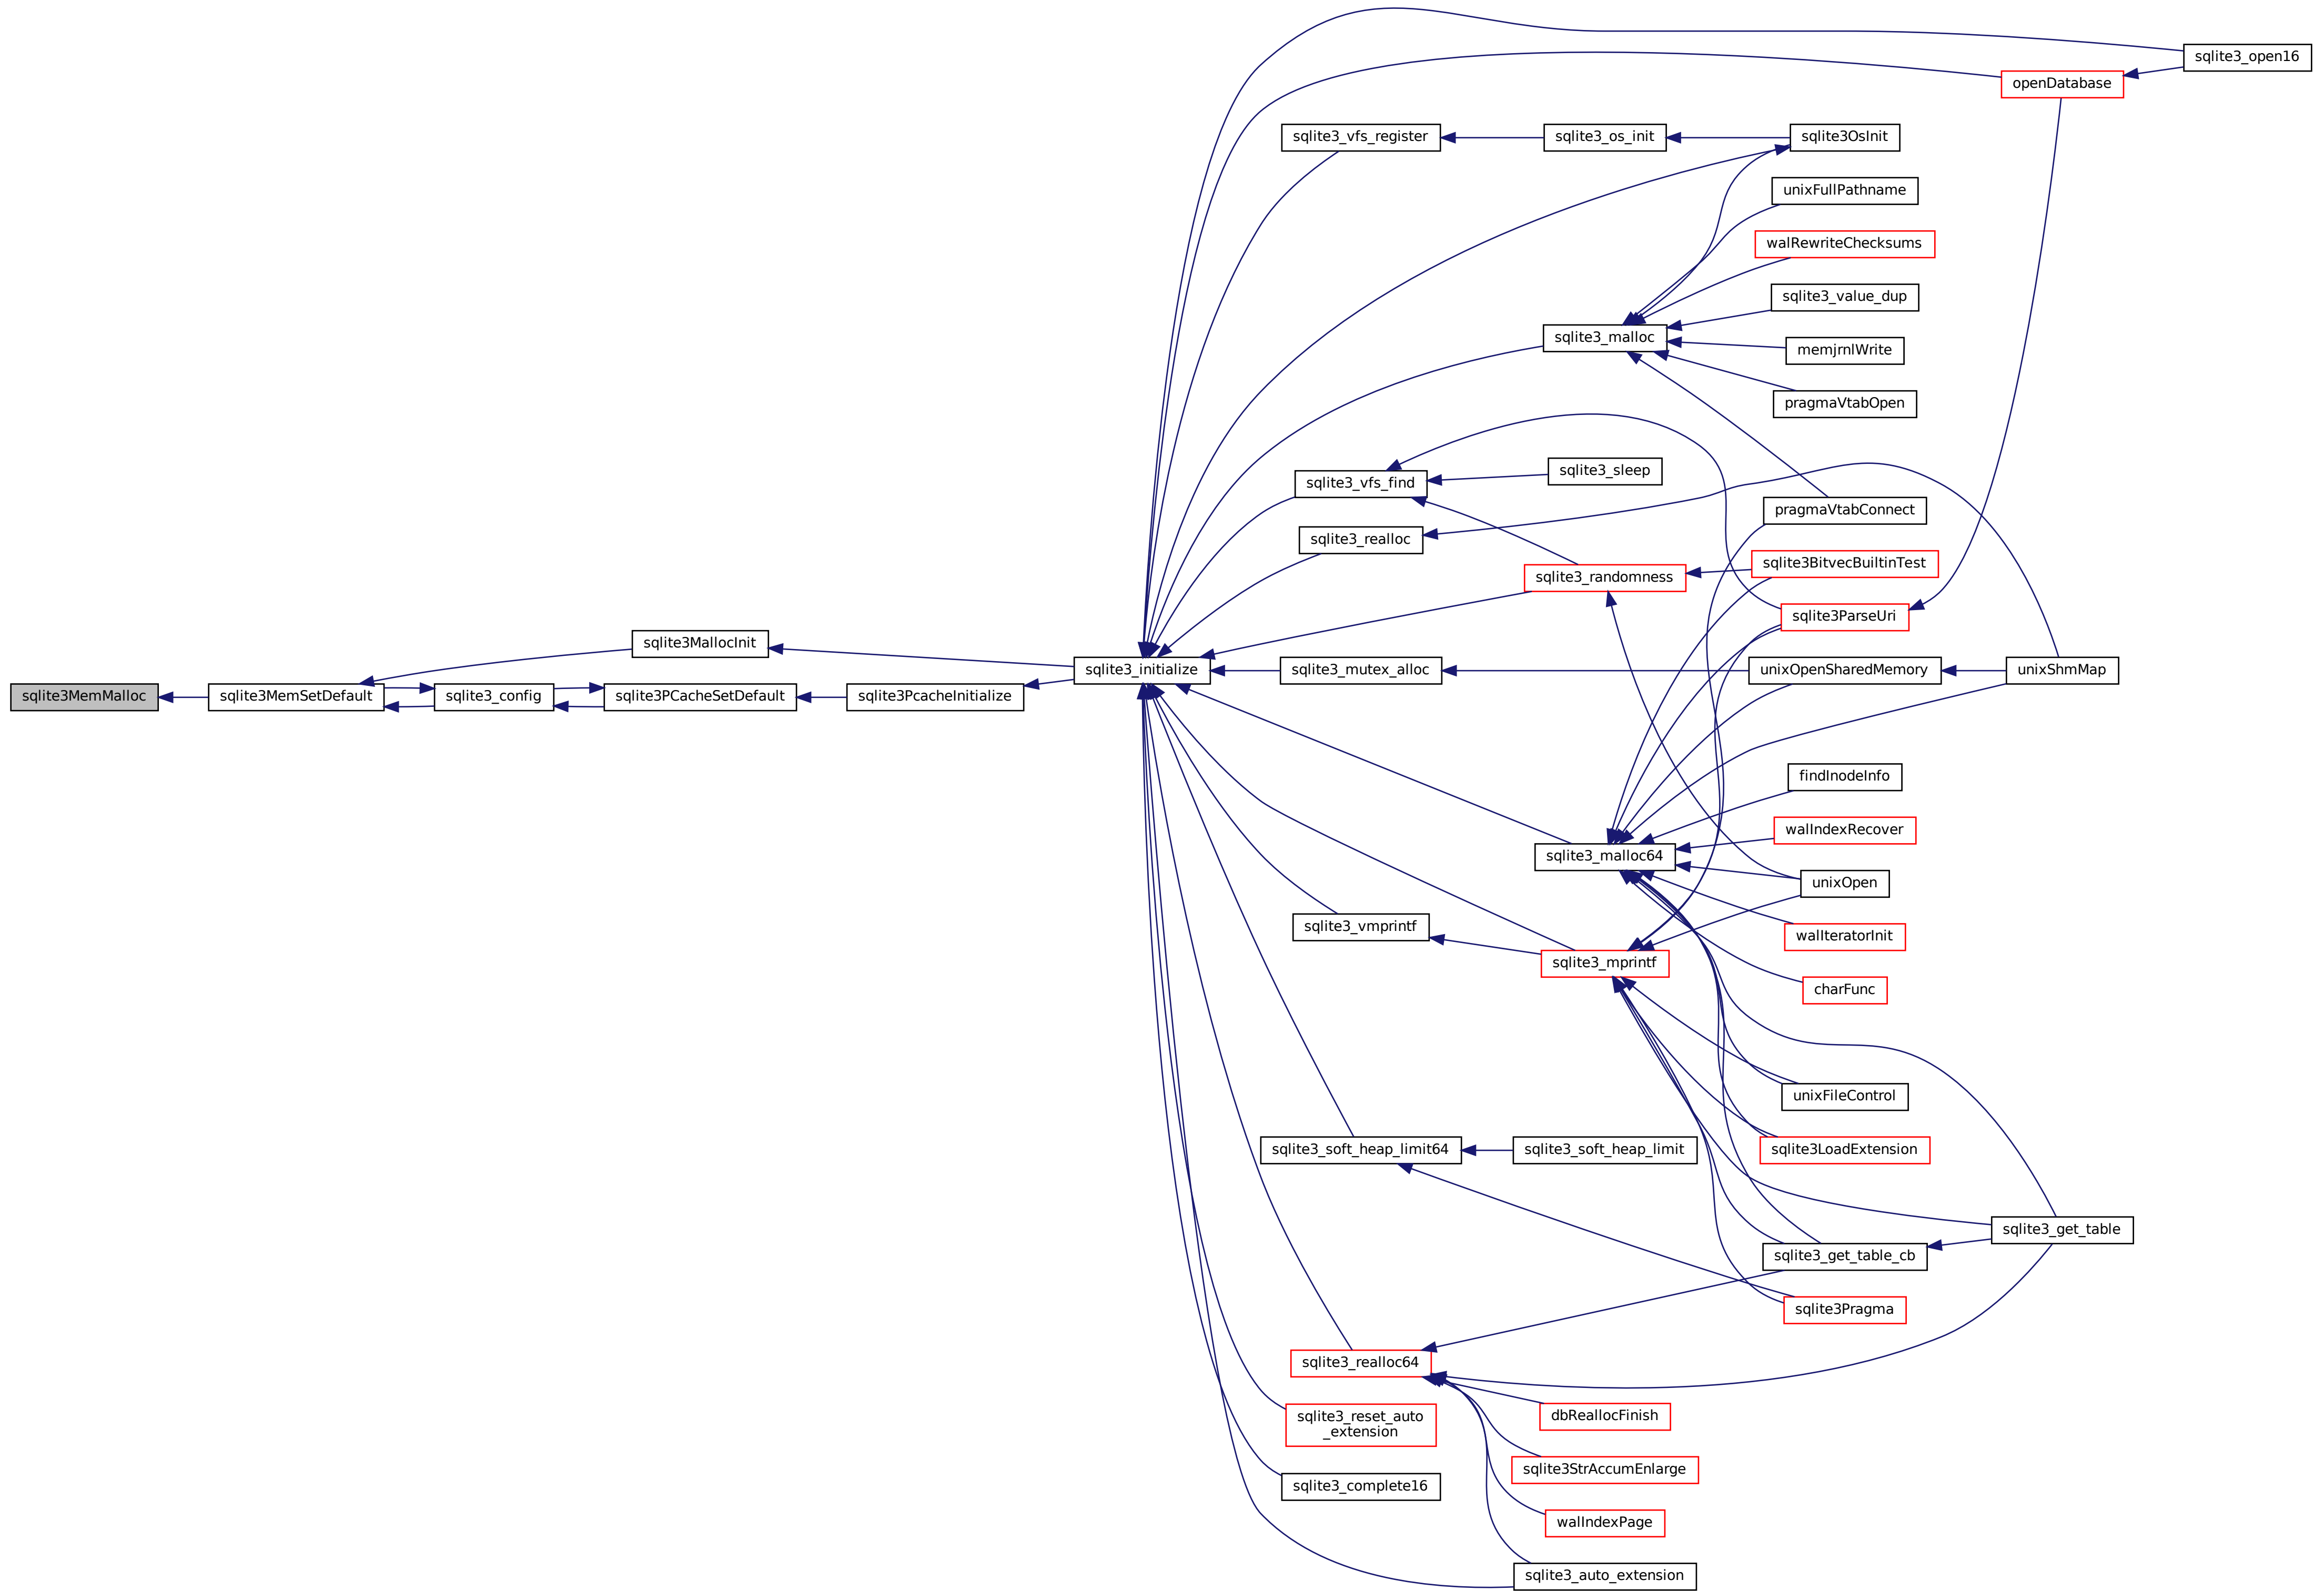 sqlite3_open16
openDatabase
sqlite3_vfs_register
sqlite3_os_init
sqlite3OsInit
unixFullPathname
walRewriteChecksums
sqlite3_value_dup
sqlite3_malloc
memjrnlWrite
pragmaVtabOpen
sqlite3_sleep
sqlite3_vfs_find
pragmaVtabConnect
sqlite3_realloc
sqlite3BitvecBuiltinTest
sqlite3_randomness
sqlite3ParseUri
sqlite3MallocInit
sqlite3_initialize
sqlite3_mutex_alloc
unixOpenSharedMemory
unixShmMap
sqlite3MemMalloc
sqlite3MemSetDefault
sqlite3_config
sqlite3PCacheSetDefault
sqlite3PcacheInitialize
findInodeInfo
walIndexRecover
sqlite3_malloc64
unixOpen
sqlite3_vmprintf
walIteratorInit
sqlite3_mprintf
charFunc
unixFileControl
sqlite3_soft_heap_limit64
sqlite3_soft_heap_limit
sqlite3LoadExtension
sqlite3_get_table
sqlite3_get_table_cb
sqlite3Pragma
sqlite3_realloc64
sqlite3_reset_auto
_extension
dbReallocFinish
sqlite3StrAccumEnlarge
sqlite3_complete16
walIndexPage
sqlite3_auto_extension